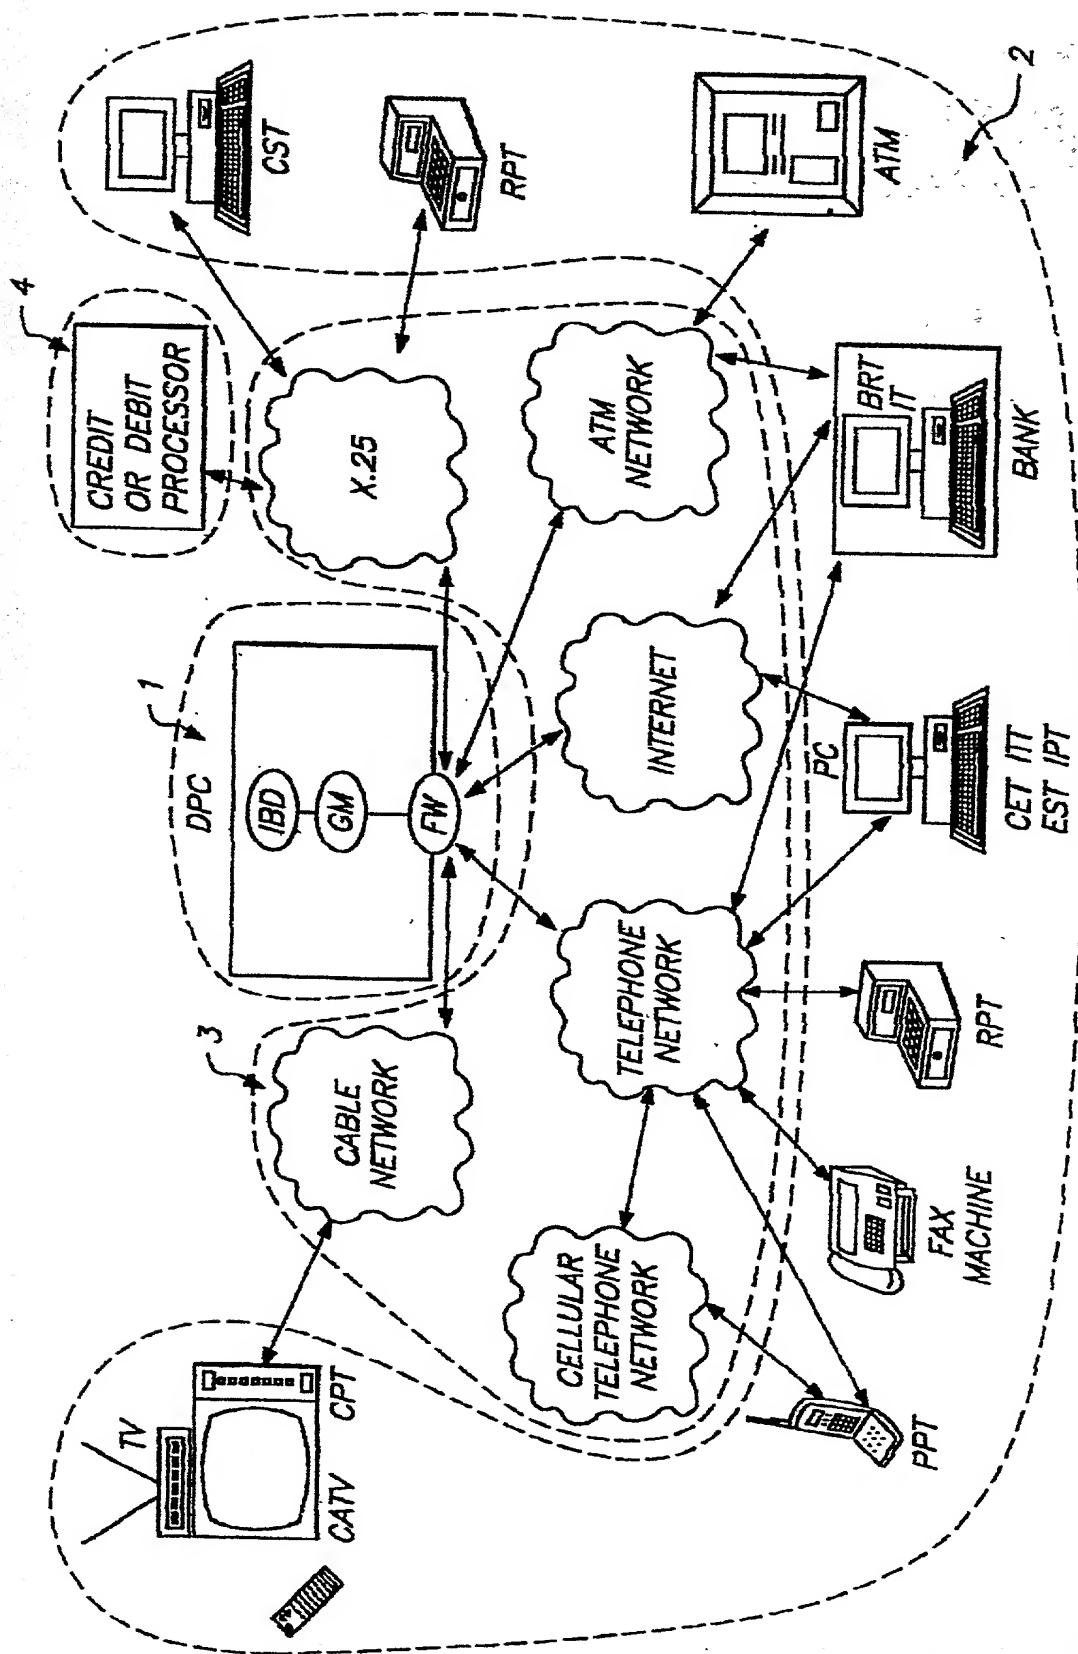 TV
CATV
CPT
3
CABLE
NETWORK
DPC
1
IBD
GM
FW
4
CREDIT
OR DEBIT
PROCESSOR
X.25
CST
RPT
CELLULAR
TELEPHONE
NETWORK
TELEPHONE
NETWORK
INTERNET
ATM
NETWORK
PPT
FAX
MACHINE
RPT
PC
CET ITT
EST IPT
BRT
IT
BANK
ATM
2